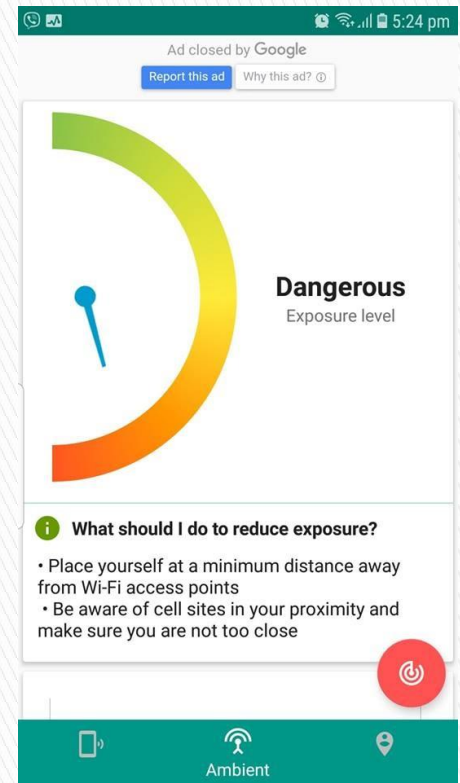 5:24 pm
Ad closed by Google
Report this ad Why this ad?
Dangerous
Exposure level
What should I do to reduce exposure?
• Place yourself at a minimum distance away
from Wi-Fi access points
• Be aware of cell sites in your proximity and
make sure you are not too close
Ambient